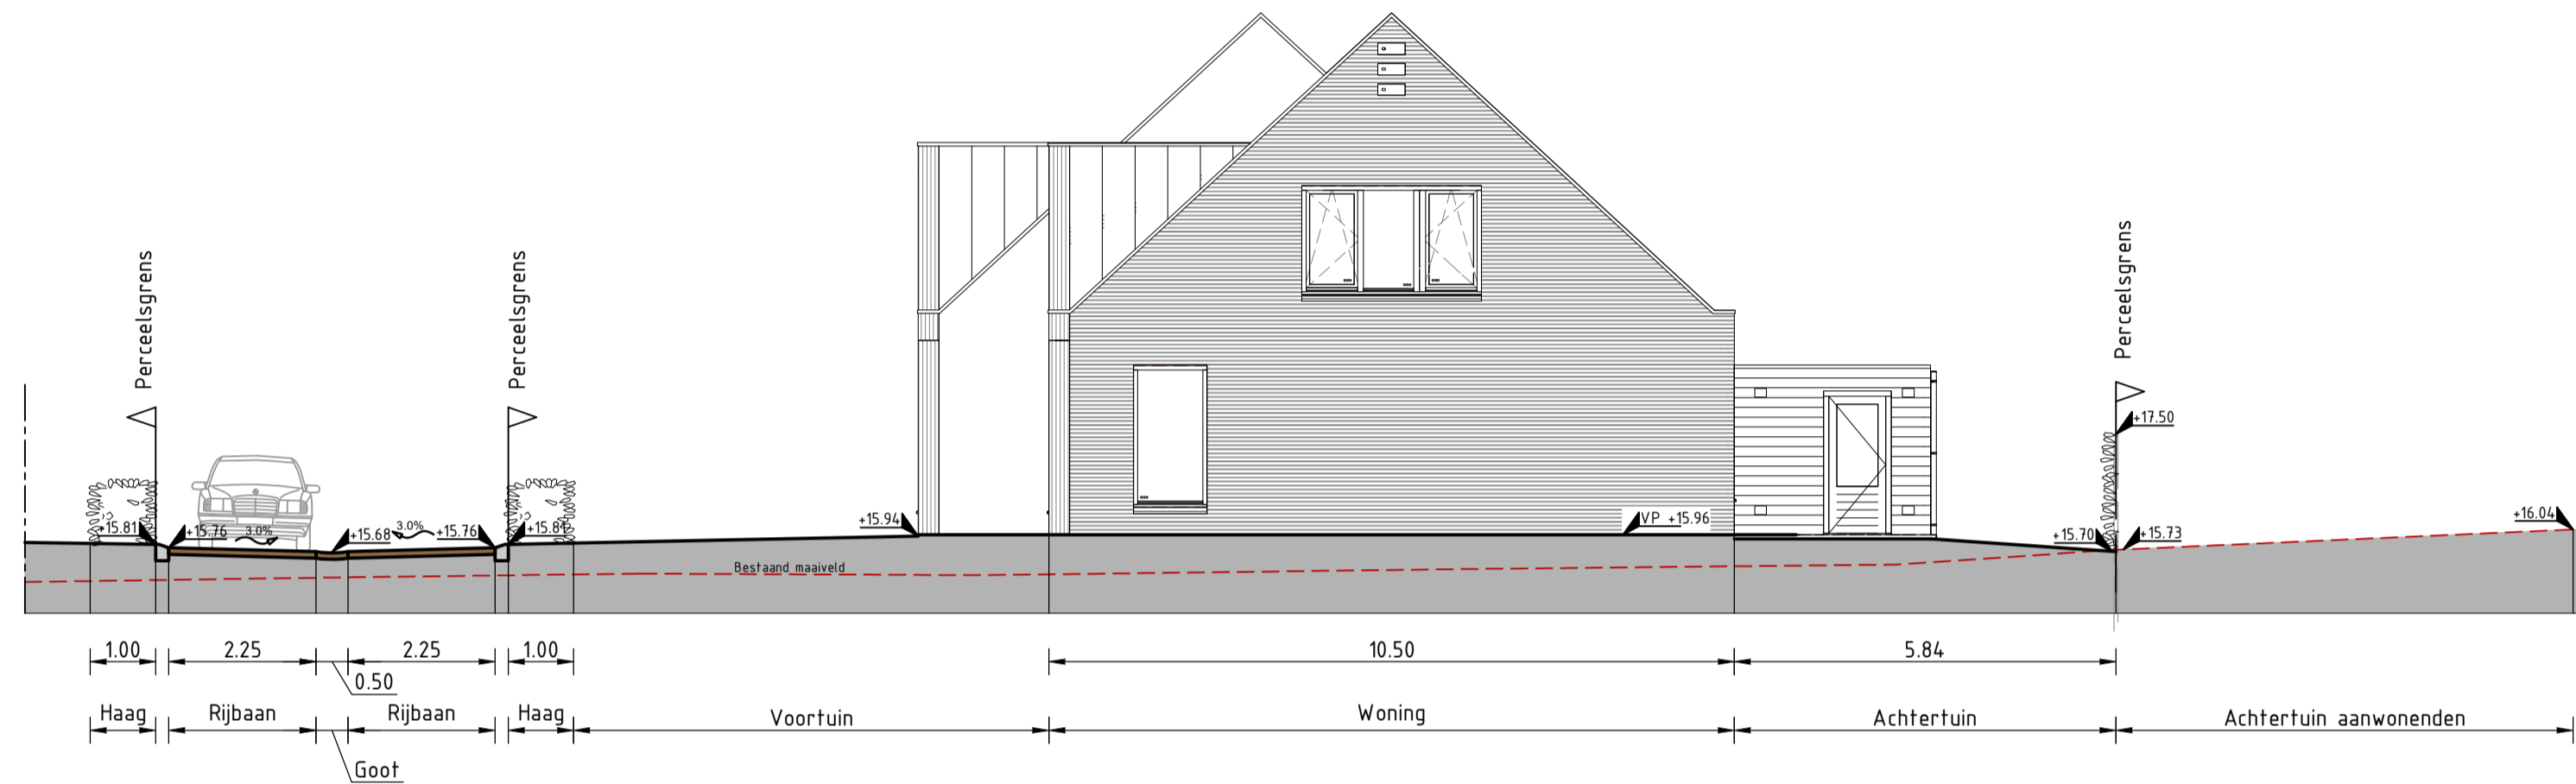 Perceelsgrens
Perceelsgrens
Perceelsgrens
+17.50
+15.81
+15.76
3.0%
+15.68
3.0%
+15.76
+15.81
+15.94
VP +15.96
+15.70
+15.73
+16.04
Bestaand maaiveld
1.00
2.25
2.25
1.00
10.50
5.84
0.50
Haag
Rijbaan
Rijbaan
Haag
Voortuin
Woning
Achtertuin
Achtertuin aanwonenden
Goot